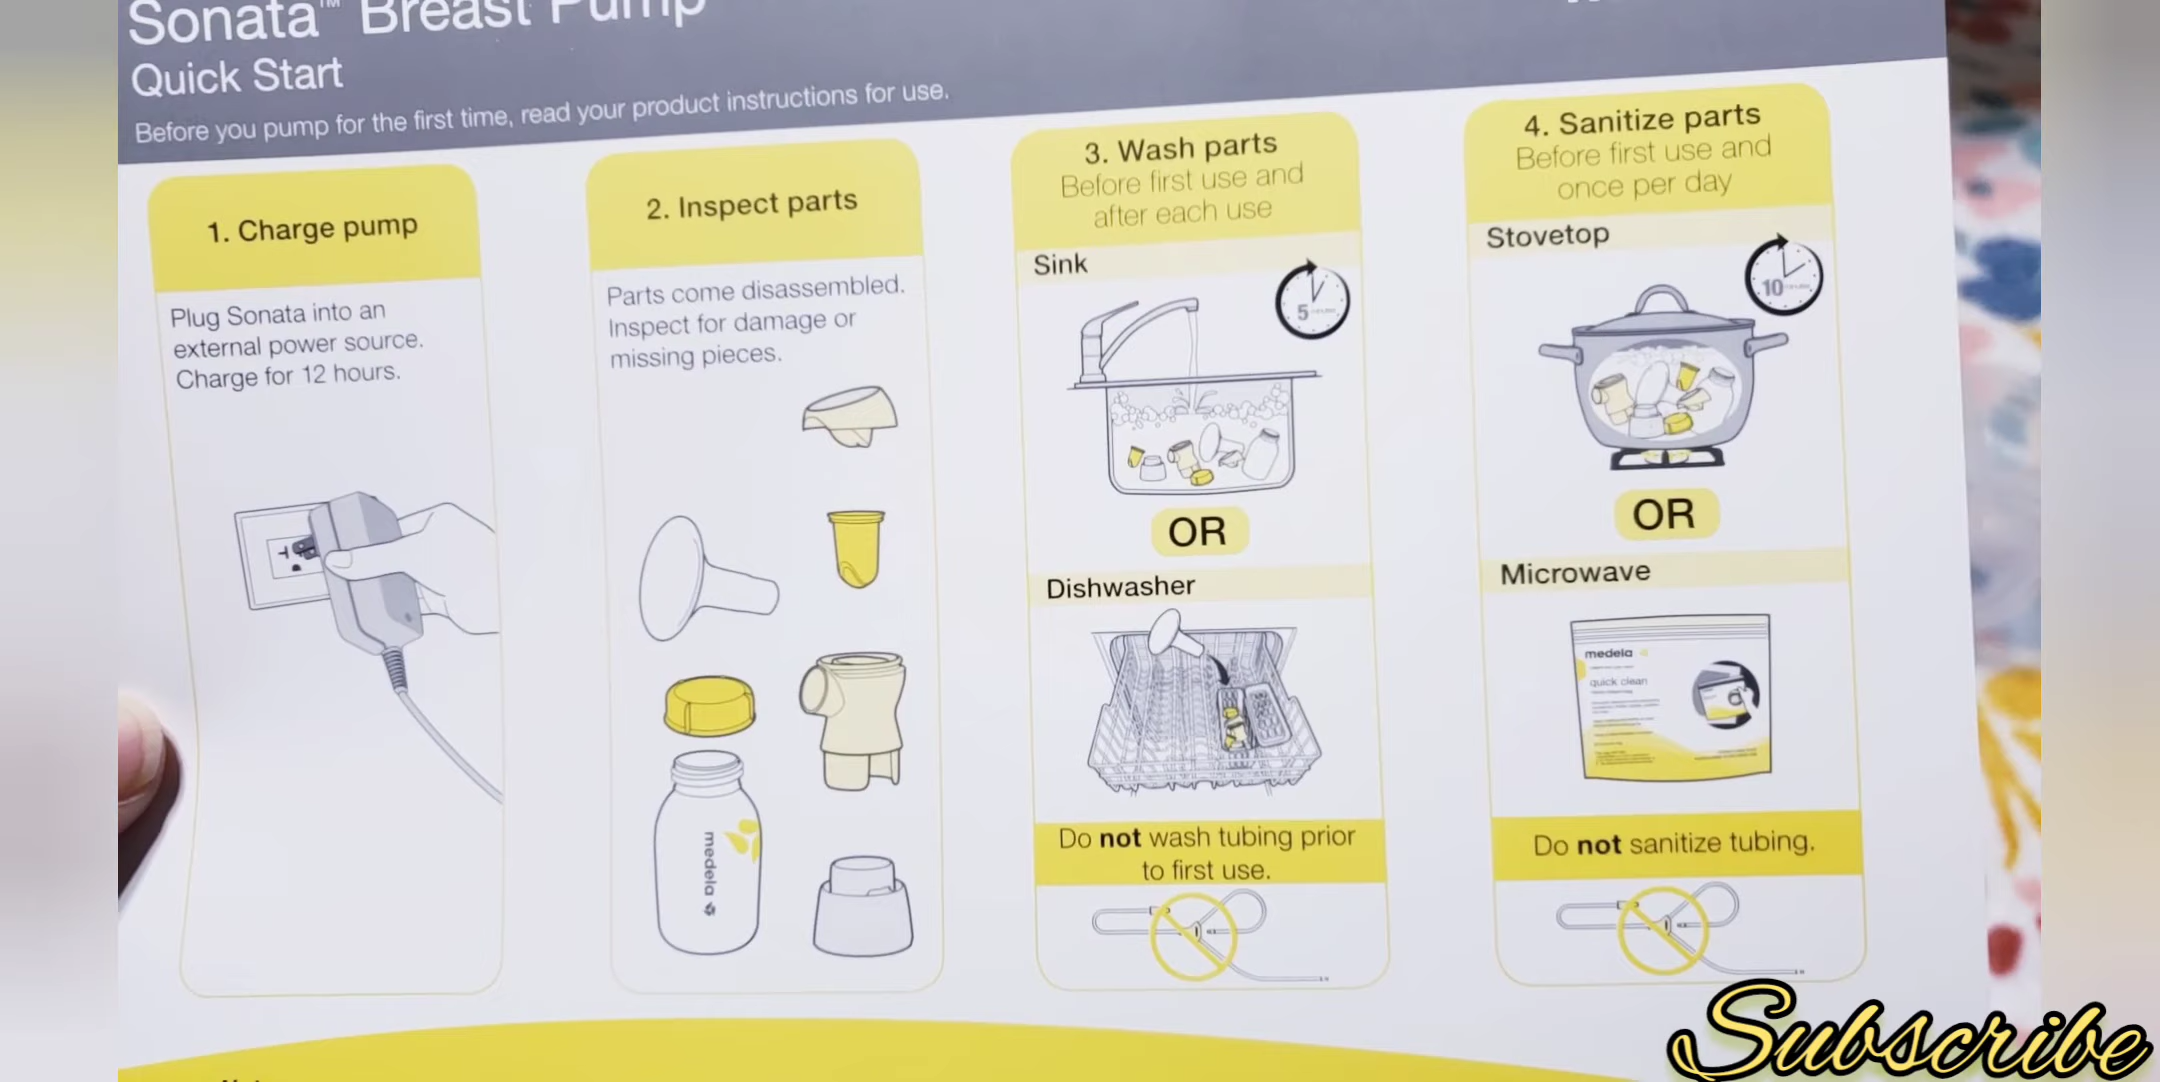 Sonata™ Breast Pump
Quick Start
Before you pump for the first time, read your product instructions for use.
1. Charge pump
Plug Sonata into an
external power source.
Charge for 12 hours.
2. Inspect parts
Parts come disassembled.
Inspect for damage or
missing pieces.
medela
3. Wash parts
Before first use and
after each use
Sink
5
OR
Dishwasher
Do not wash tubing prior
to first use.
4. Sanitize parts
Before first use and
once per day
Stovetop
10
OR
Microwave
medela
quick clean
Do not sanitize tubing.
Subscribe